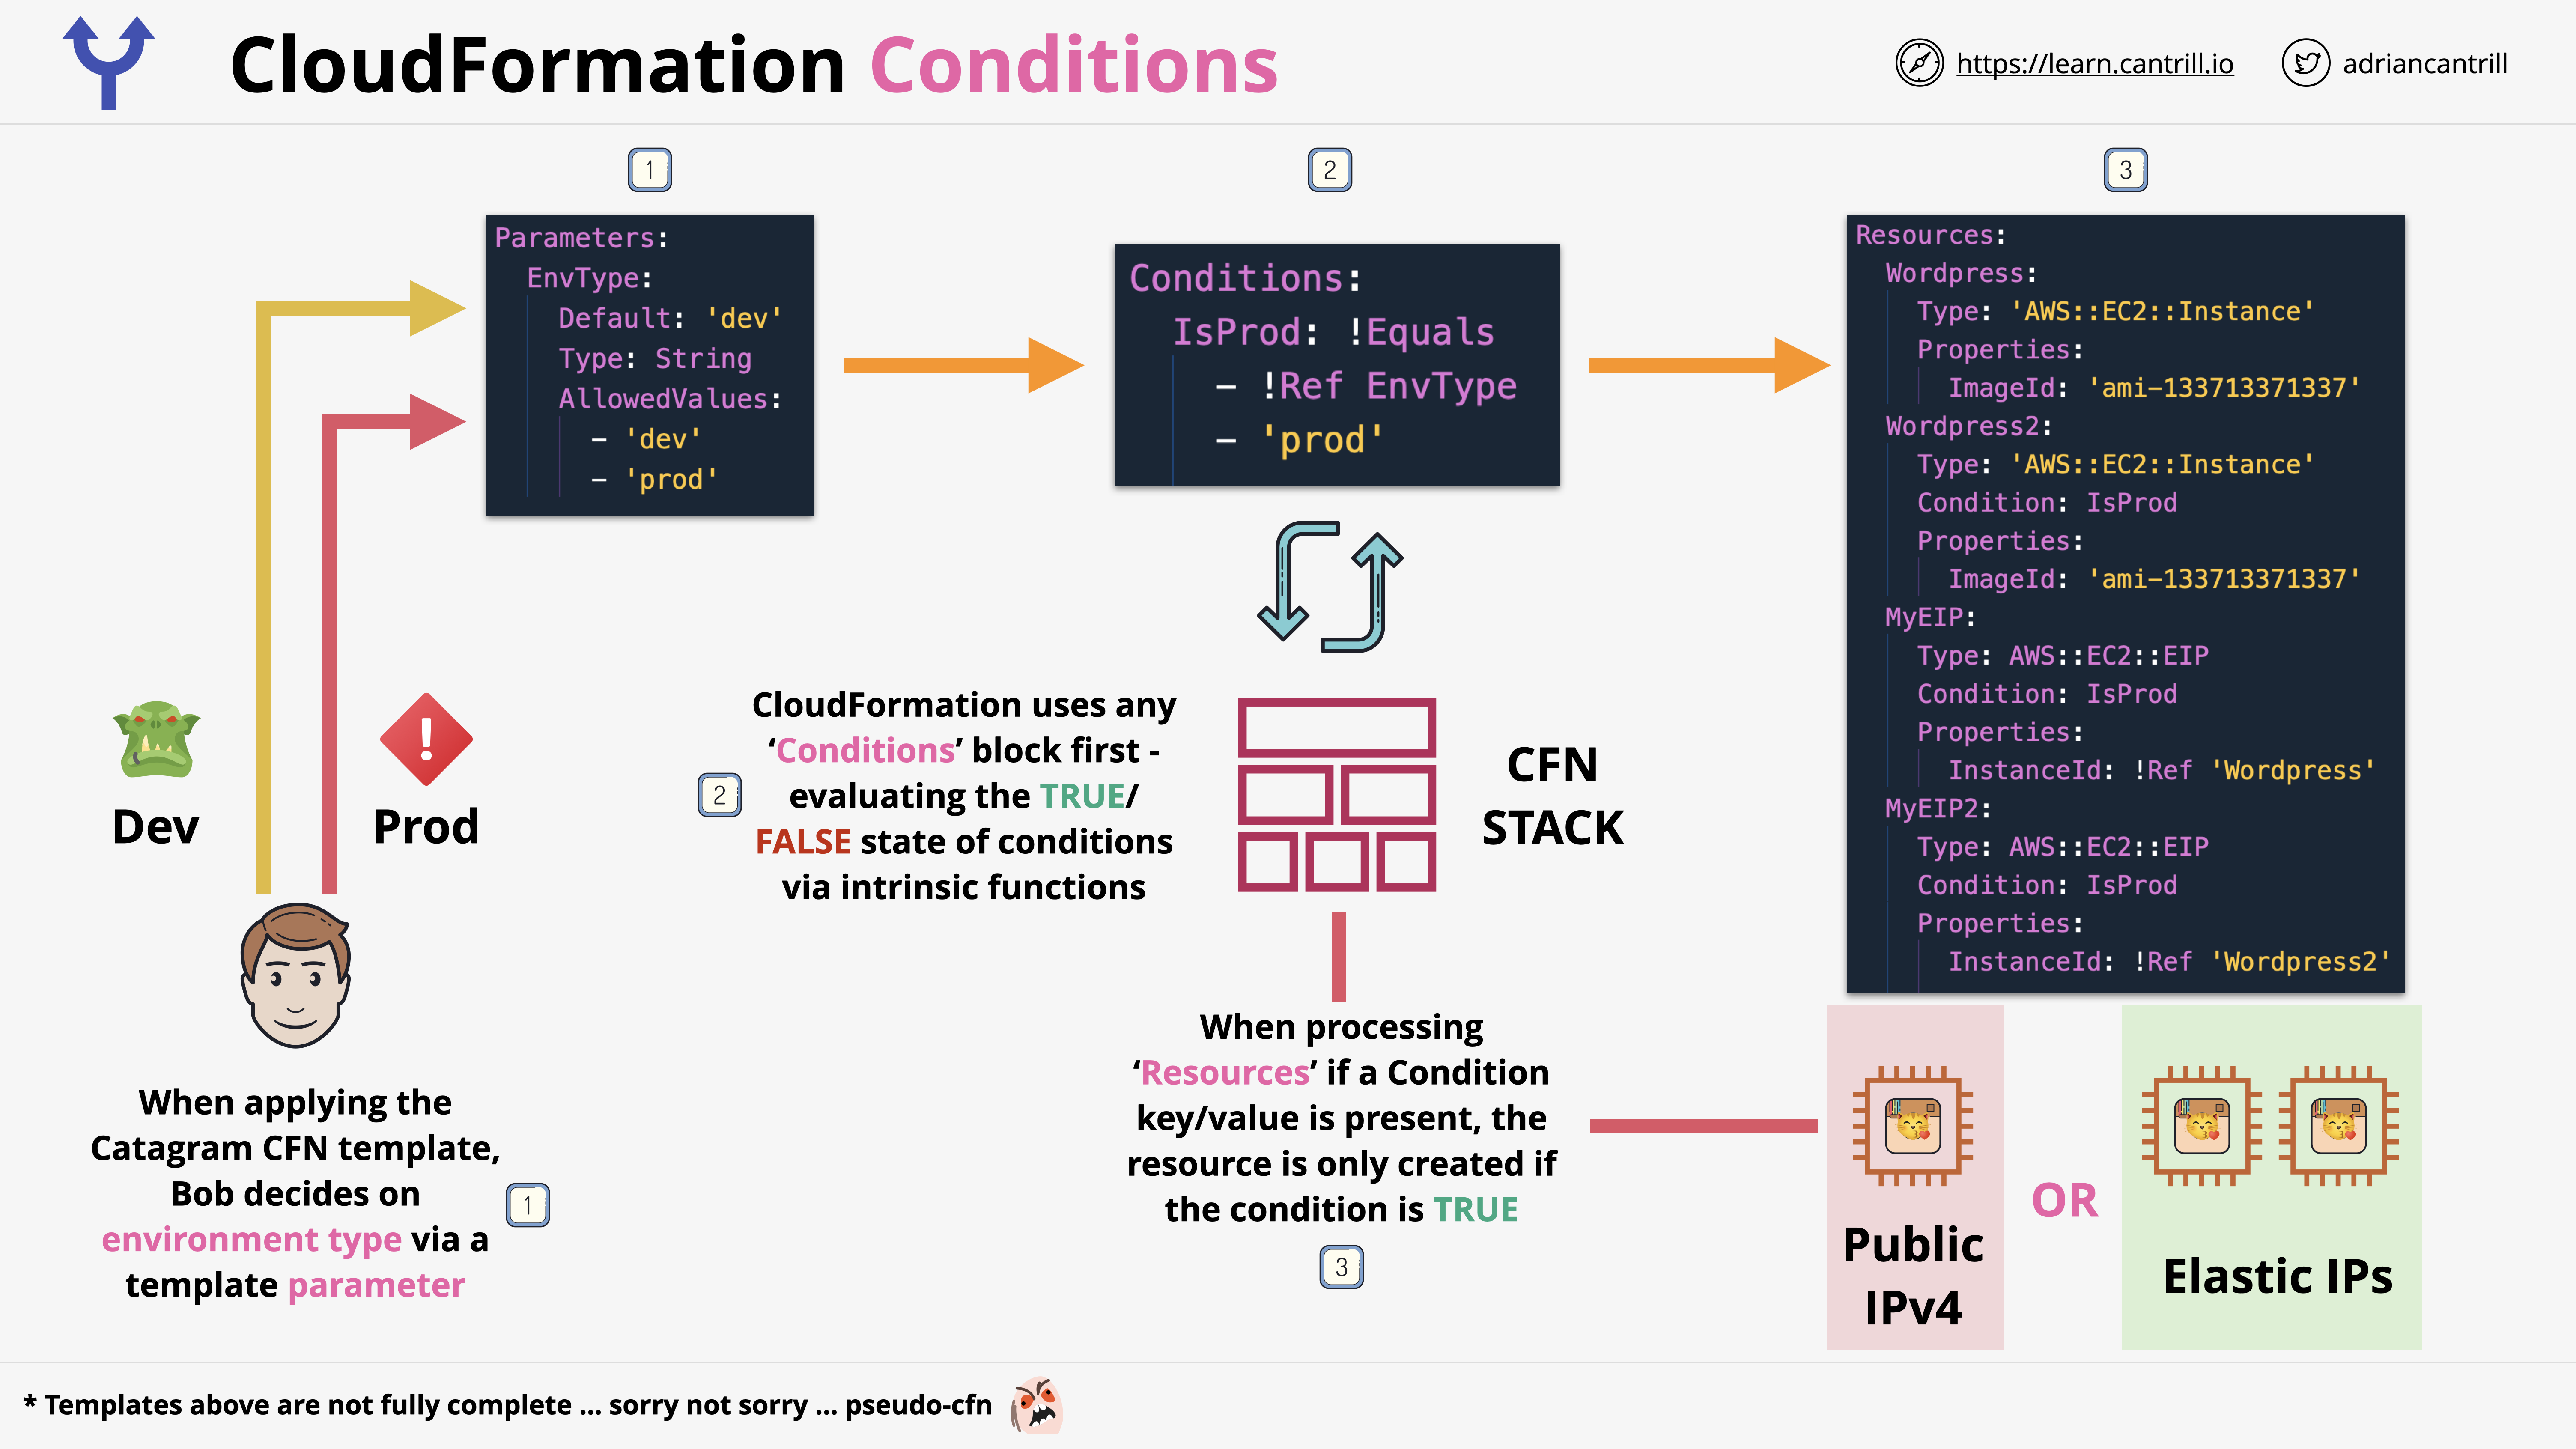 CloudFormation Conditions
https://learn.cantrill.io
adriancantrill
1
Parameters:
EnvType:
Default: 'dev'
Type: String
AllowedValues:
- 'dev'
- 'prod'
2
Conditions:
IsProd: !Equals
- !Ref EnvType
- 'prod'
3
Resources:
Wordpress:
Type: 'AWS::EC2::Instance'
Properties:
ImageId: 'ami-133713371337'
Wordpress2:
Type: 'AWS::EC2::Instance'
Condition: IsProd
Properties:
ImageId: 'ami-133713371337'
MyEIP:
Type: AWS::EC2::EIP
Condition: IsProd
Properties:
InstanceId: !Ref 'Wordpress'
MyEIP2:
Type: AWS::EC2::EIP
Condition: IsProd
Properties:
InstanceId: !Ref 'Wordpress2'
Dev
Prod
When applying the
Catagram CFN template,
Bob decides on
environment type via a
template parameter
1
2
CloudFormation uses any
‘Conditions’ block first -
evaluating the TRUE/
FALSE state of conditions
via intrinsic functions
CFN
STACK
When processing
‘Resources’ if a Condition
key/value is present, the
resource is only created if
the condition is TRUE
3
Public
IPv4
OR
Elastic IPs
* Templates above are not fully complete ... sorry not sorry ... pseudo-cfn